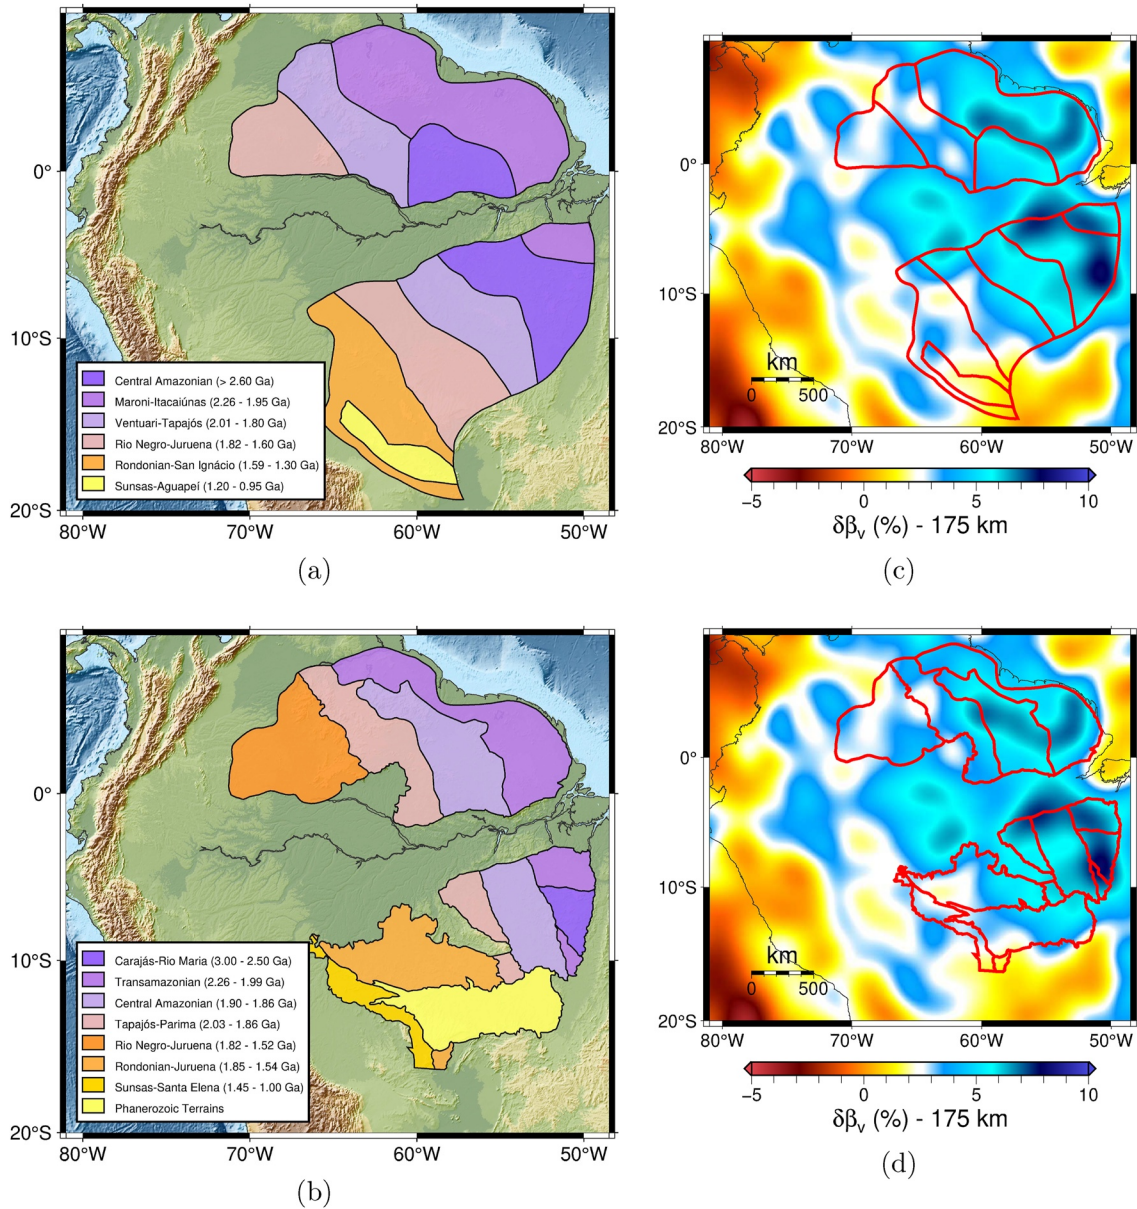 0°
10°S
20°S
80°W
70°W
60°W
50°W
Central Amazonian (> 2.60 Ga)
Maroni-Itacaiúnas (2.26 - 1.95 Ga)
Ventuari-Tapajós (2.01 - 1.80 Ga)
Rio Negro-Juruena (1.82 - 1.60 Ga)
Rondonian-San Ignácio (1.59 - 1.30 Ga)
Sunsas-Aguapeí (1.20 - 0.95 Ga)
(a)
0°
10°S
20°S
80°W
70°W
60°W
50°W
km
0 500
−5 0 5 10
δβᵥ (%) - 175 km
(c)
0°
10°S
20°S
80°W
70°W
60°W
50°W
Carajás-Rio Maria (3.00 - 2.50 Ga)
Transamazonian (2.26 - 1.99 Ga)
Central Amazonian (1.90 - 1.86 Ga)
Tapajós-Parima (2.03 - 1.86 Ga)
Rio Negro-Juruena (1.82 - 1.52 Ga)
Rondonian-Juruena (1.85 - 1.54 Ga)
Sunsas-Santa Elena (1.45 - 1.00 Ga)
Phanerozoic Terrains
(b)
0°
10°S
20°S
80°W
70°W
60°W
50°W
km
0 500
−5 0 5 10
δβᵥ (%) - 175 km
(d)